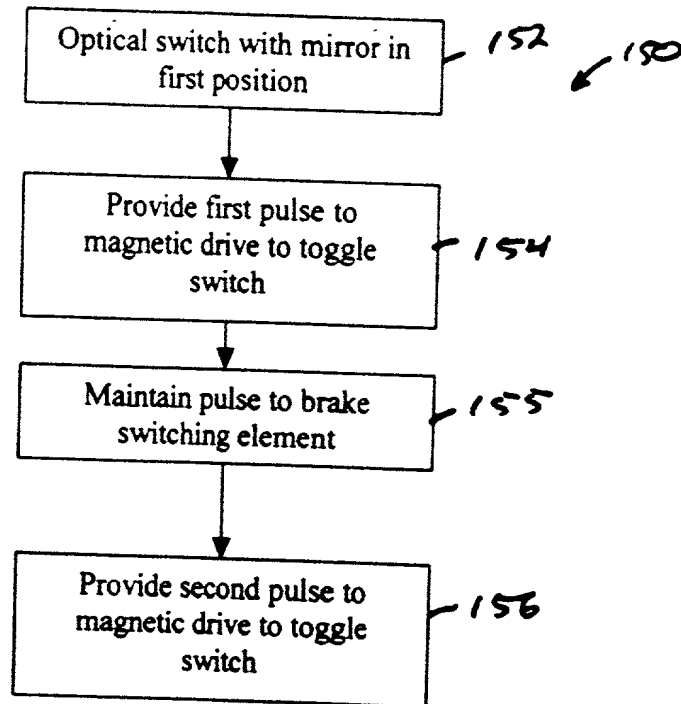 Optical switch with mirror in
first position
152
150
Provide first pulse to
magnetic drive to toggle
switch
154
Maintain pulse to brake
switching element
155
Provide second pulse to
magnetic drive to toggle
switch
156